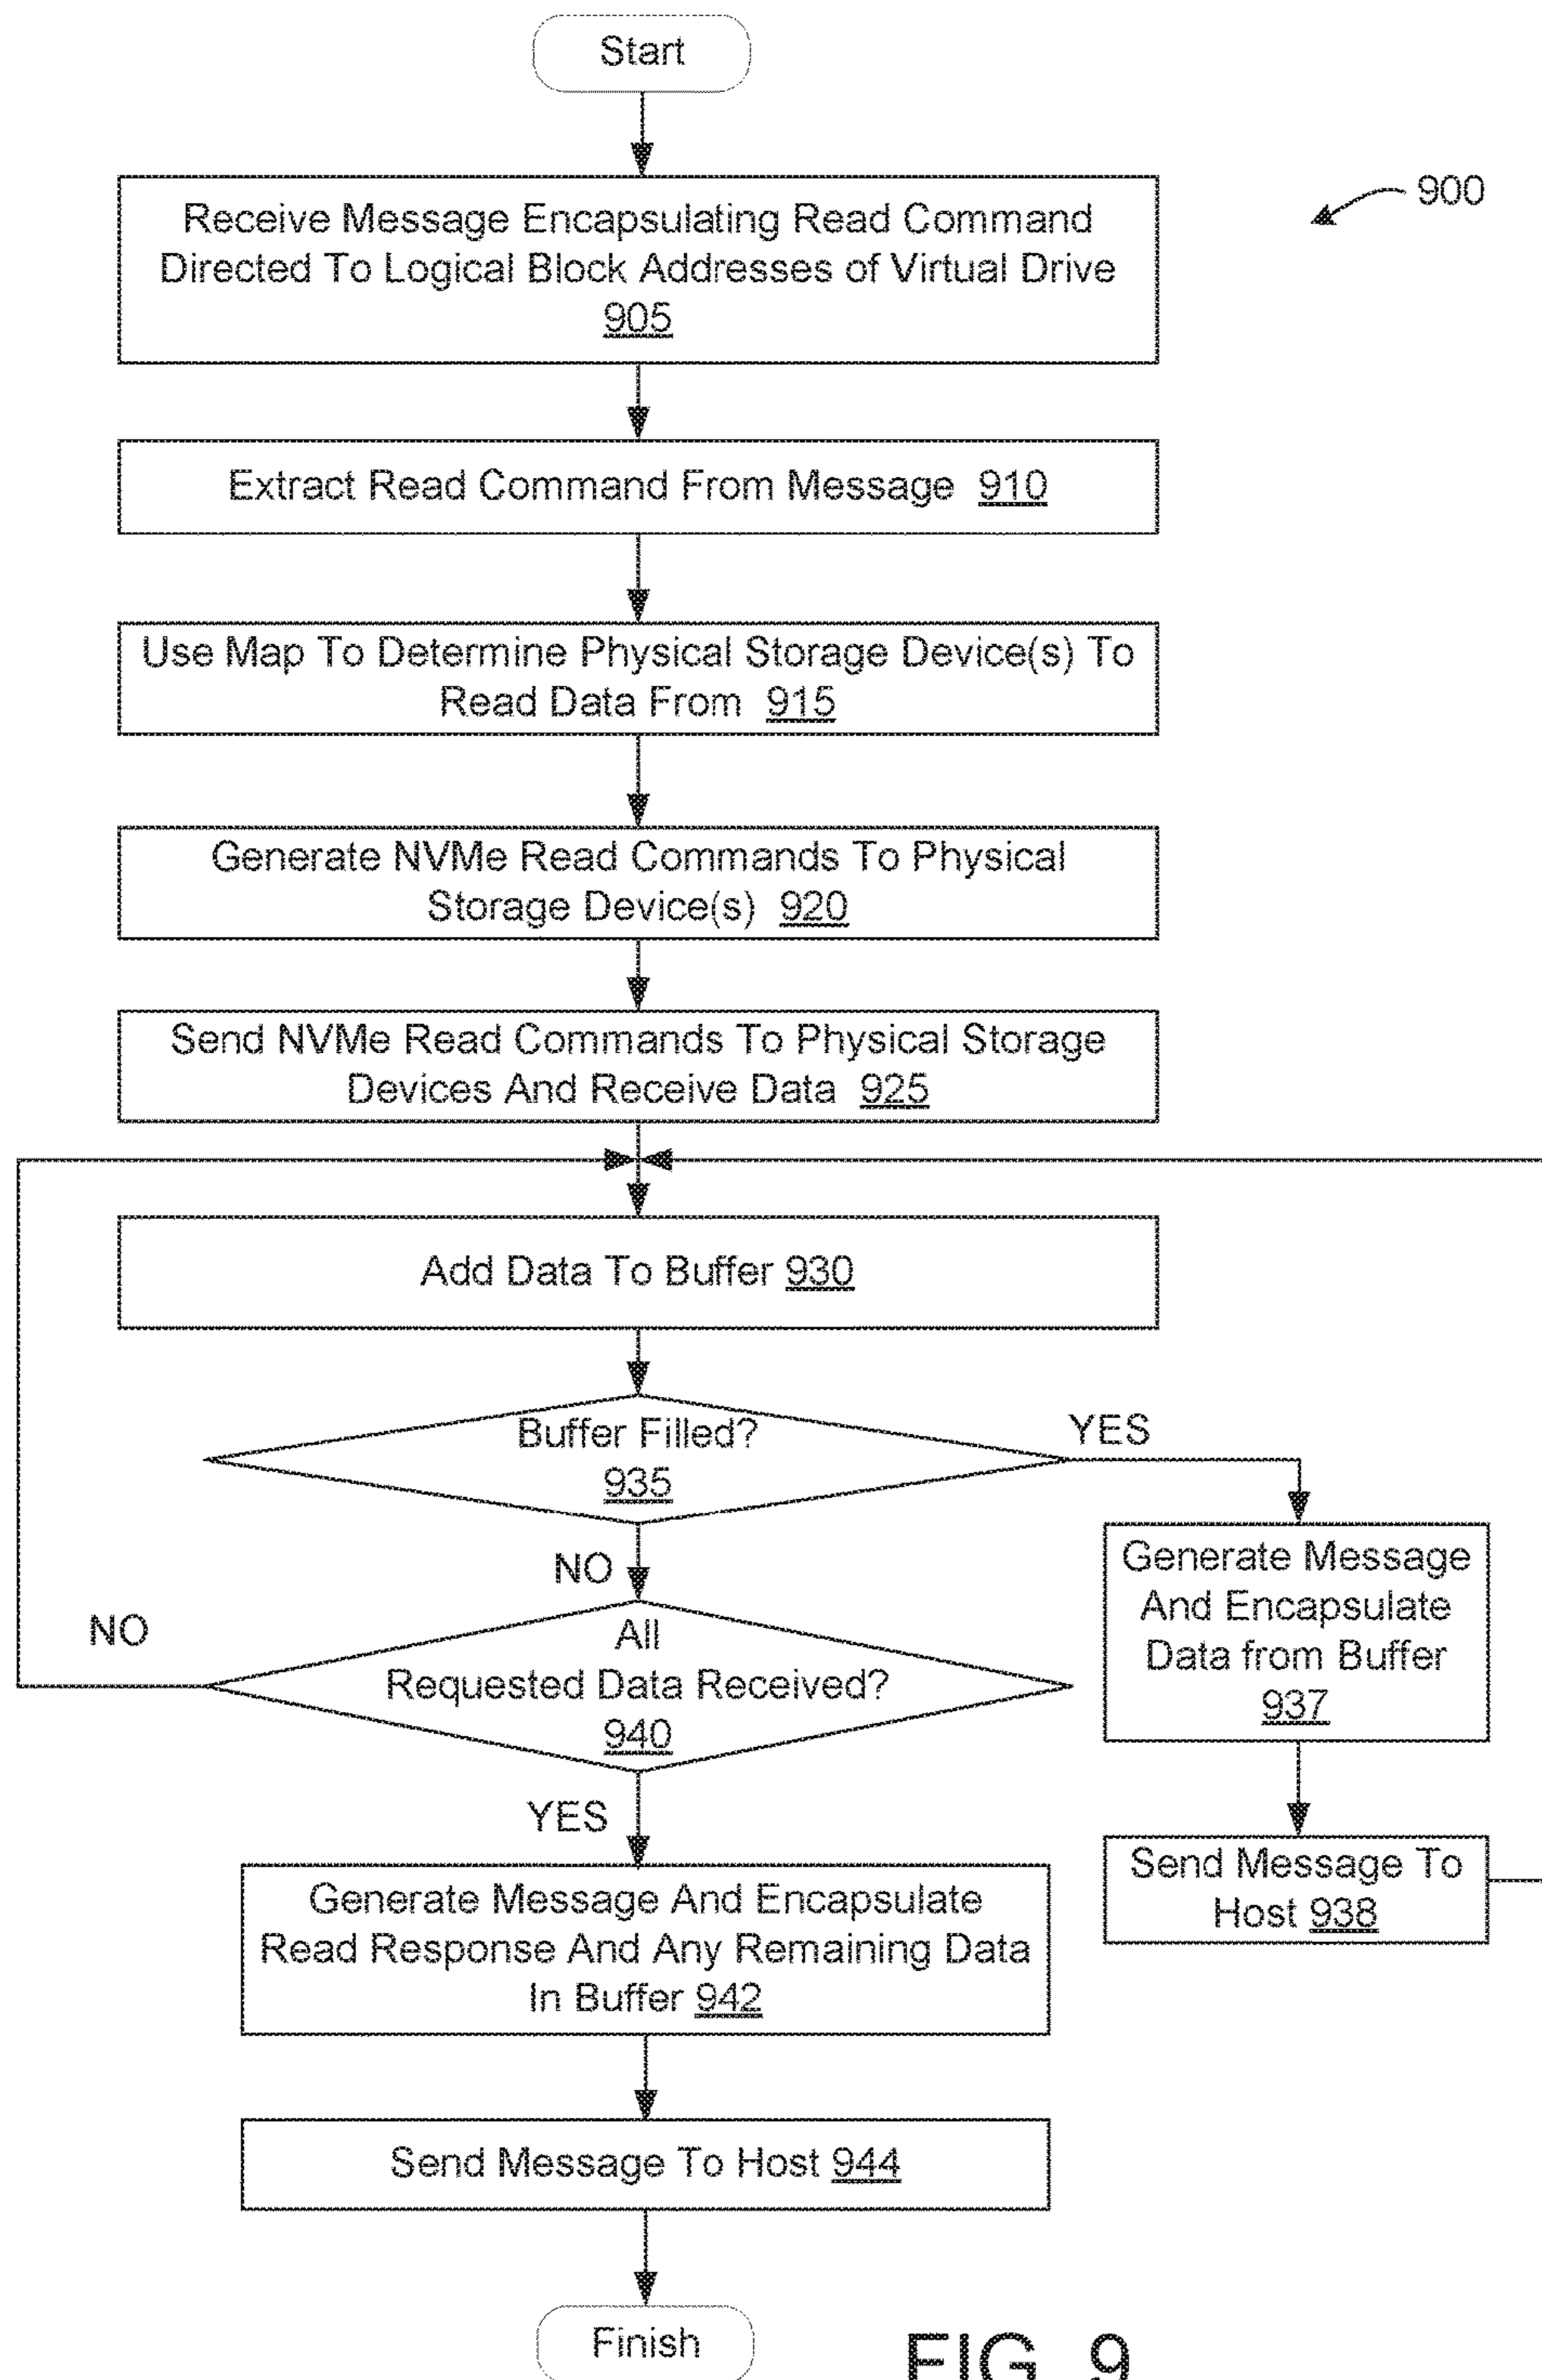 Start
900
Receive Message Encapsulating Read Command
Directed To Logical Block Addresses of Virtual Drive
905
Extract Read Command From Message 910
Use Map To Determine Physical Storage Device(s) To
Read Data From 915
Generate NVMe Read Commands To Physical
Storage Device(s) 920
Send NVMe Read Commands To Physical Storage
Devices And Receive Data 925
Add Data To Buffer 930
Buffer Filled?
935
YES
NO
Generate Message
And Encapsulate
Data from Buffer
937
NO
All
Requested Data Received?
940
YES
Send Message To
Host 938
Generate Message And Encapsulate
Read Response And Any Remaining Data
In Buffer 942
Send Message To Host 944
Finish
FIG. 9